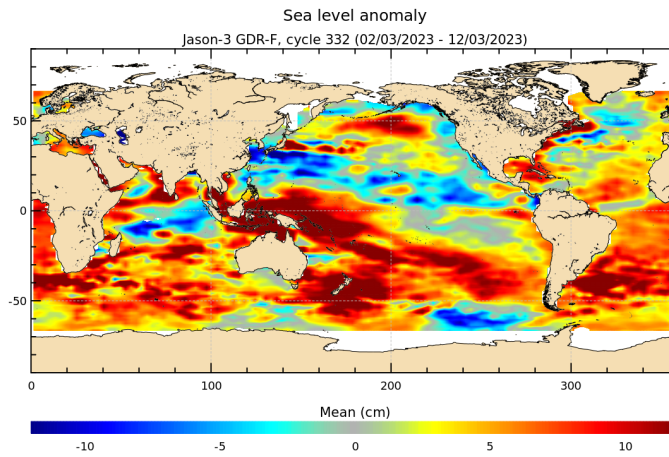 Sea level anomaly
Jason-3 GDR-F, cycle 332 (02/03/2023 - 12/03/2023)
50
0
-50
0 100 200 300
Mean (cm)
-10 -5 0 5 10